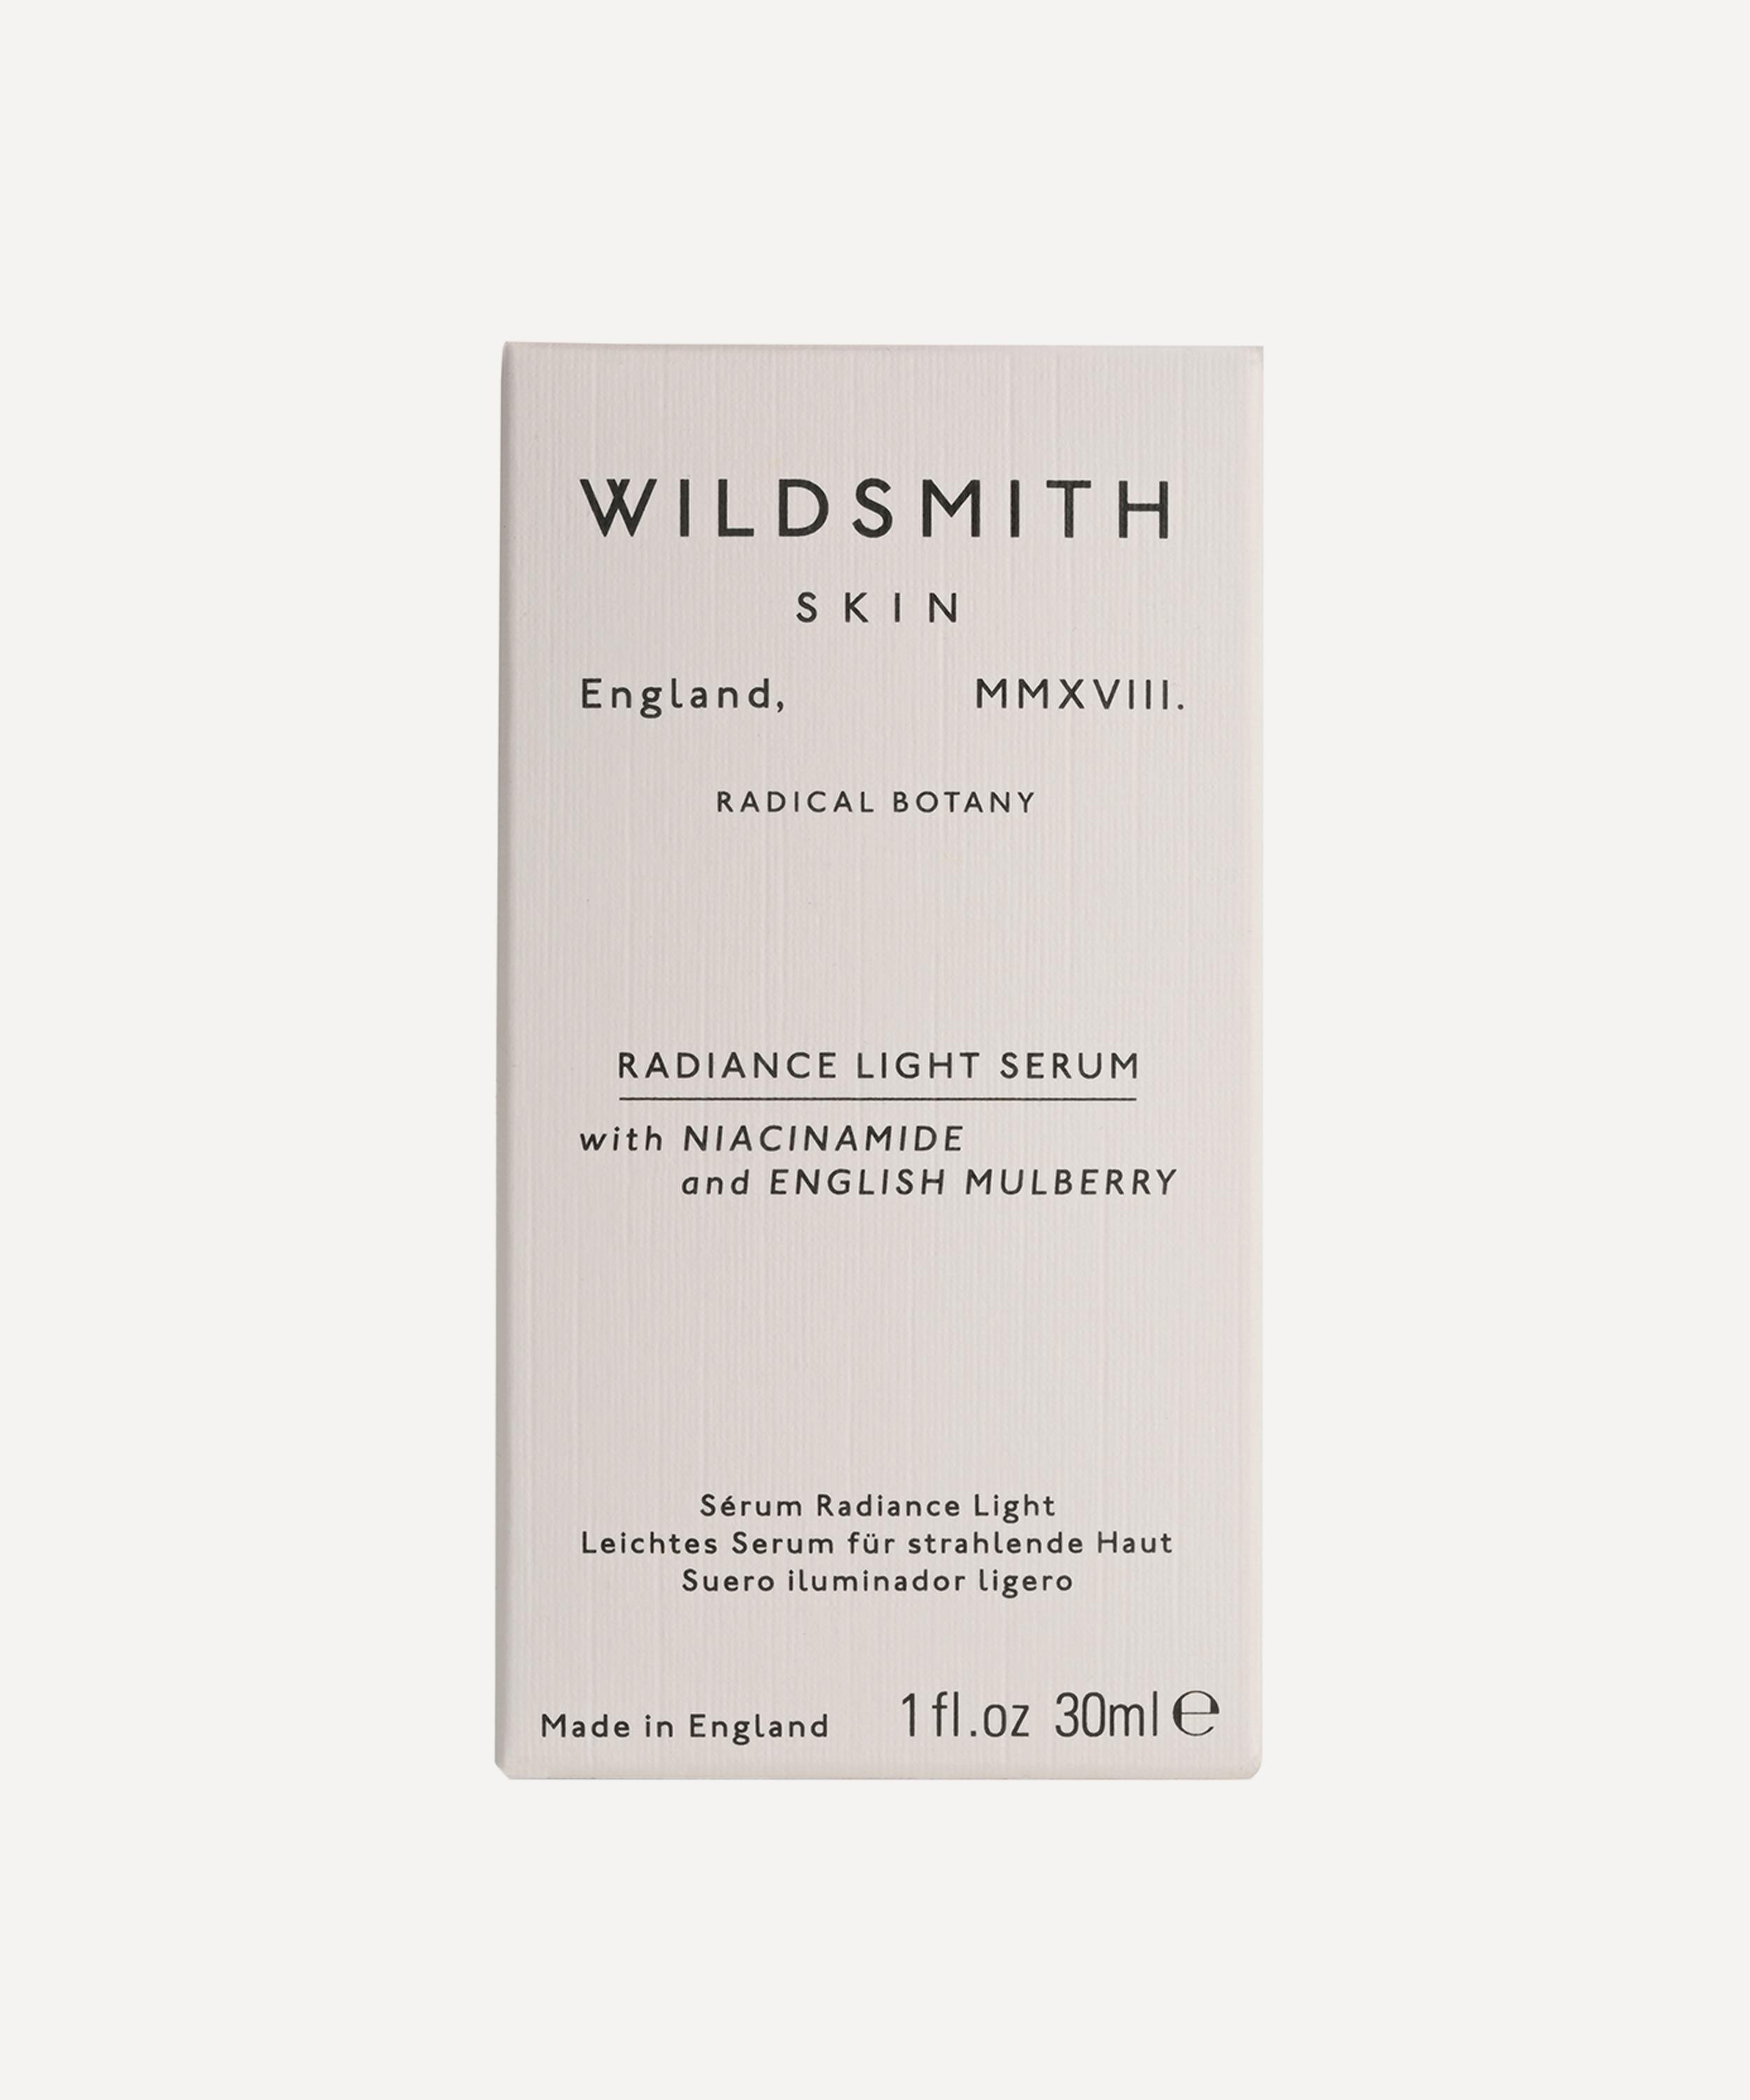 WILDSMITH
SKIN
England, MMXVIII.
RADICAL BOTANY
RADIANCE LIGHT SERUM
with NIACINAMIDE
and ENGLISH MULBERRY
Sérum Radiance Light
Leichtes Serum für strahlende Haut
Suero iluminador ligero
Made in England 1 fl.oz 30ml ℮